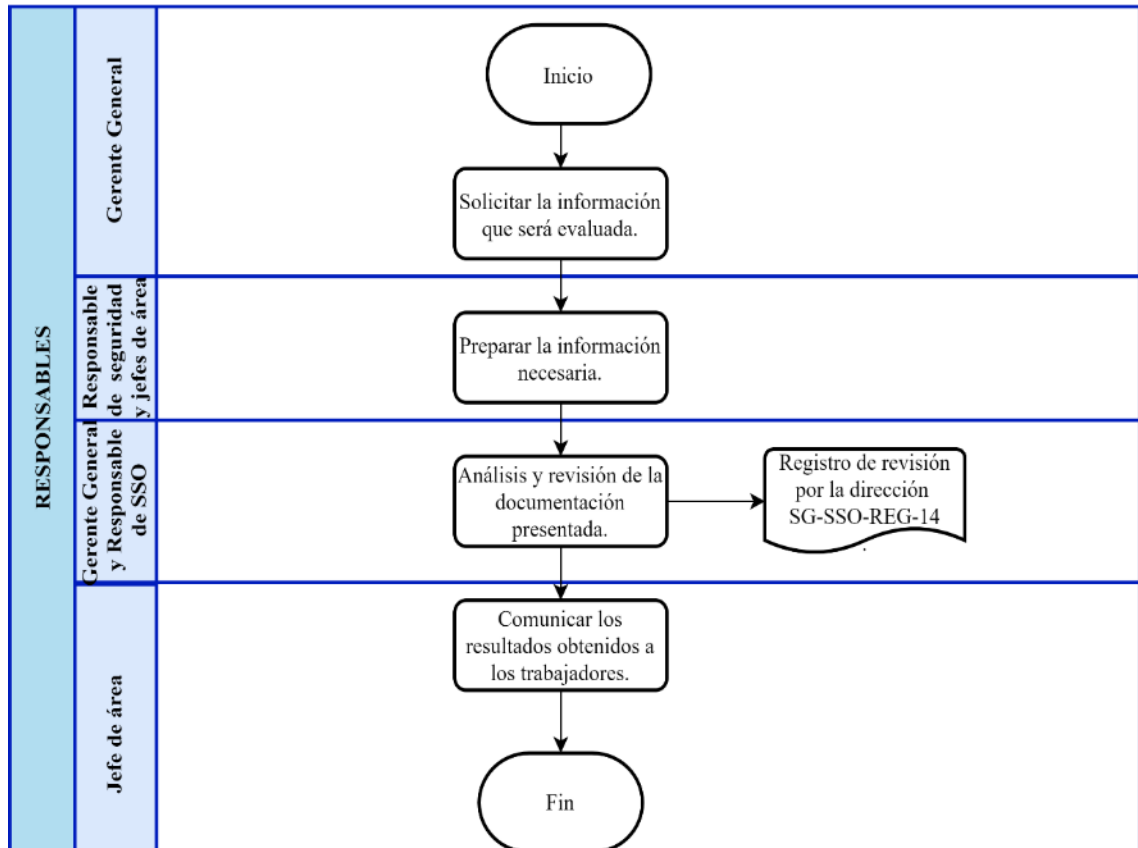 RESPONSABLES
Gerente General
Inicio
Solicitar la información
que será evaluada.
Responsable
de seguridad
y jefes de área
Preparar la información
necesaria.
Gerente General
y Responsable
de SSO
Análisis y revisión de la
documentación
presentada.
Registro de revisión
por la dirección
SG-SSO-REG-14
.
Jefe de área
Comunicar los
resultados obtenidos a
los trabajadores.
Fin